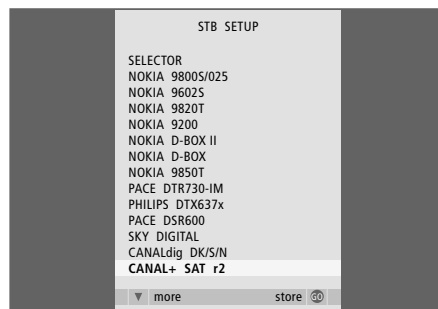 STB SETUP
SELECTOR
NOKIA 9800S/025
NOKIA 9602S
NOKIA 9820T
NOKIA 9200
NOKIA D-BOX II
NOKIA D-BOX
NOKIA 9850T
PACE DTR730-IM
PHILIPS DTX637x
PACE DSR600
SKY DIGITAL
CANALdig DK/S/N
CANAL+ SAT r2
▼ more store GO